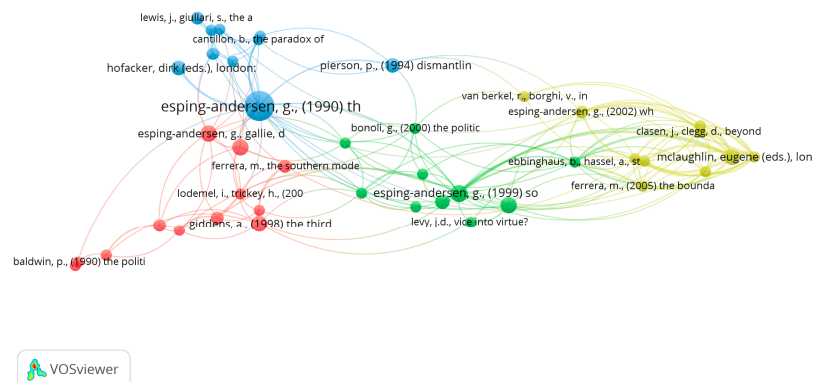 lewis, j., giullari, s., the a
cantillon, b., the paradox of
hofacker, dirk (eds.), london:
pierson, p., (1994) dismantlin
van berkel, r., borghi, v., in
esping-andersen, g., (1990) th
esping-andersen, g., (2002) wh
bonoli, g., (2000) the politic
clasen, j., clegg, d., beyond
esping-andersen, g., gallie, d
ebbinghaus, b., hassel, a., st
mclaughlin, eugene (eds.), lon
ferrera, m., the southern mode
ferrera, m., (2005) the bounda
lodemel, i., trickey, h., (200
esping-andersen, g., (1999) so
giddens, a., (1998) the third
levy, j.d., vice into virtue?
baldwin, p., (1990) the politi
VOSviewer